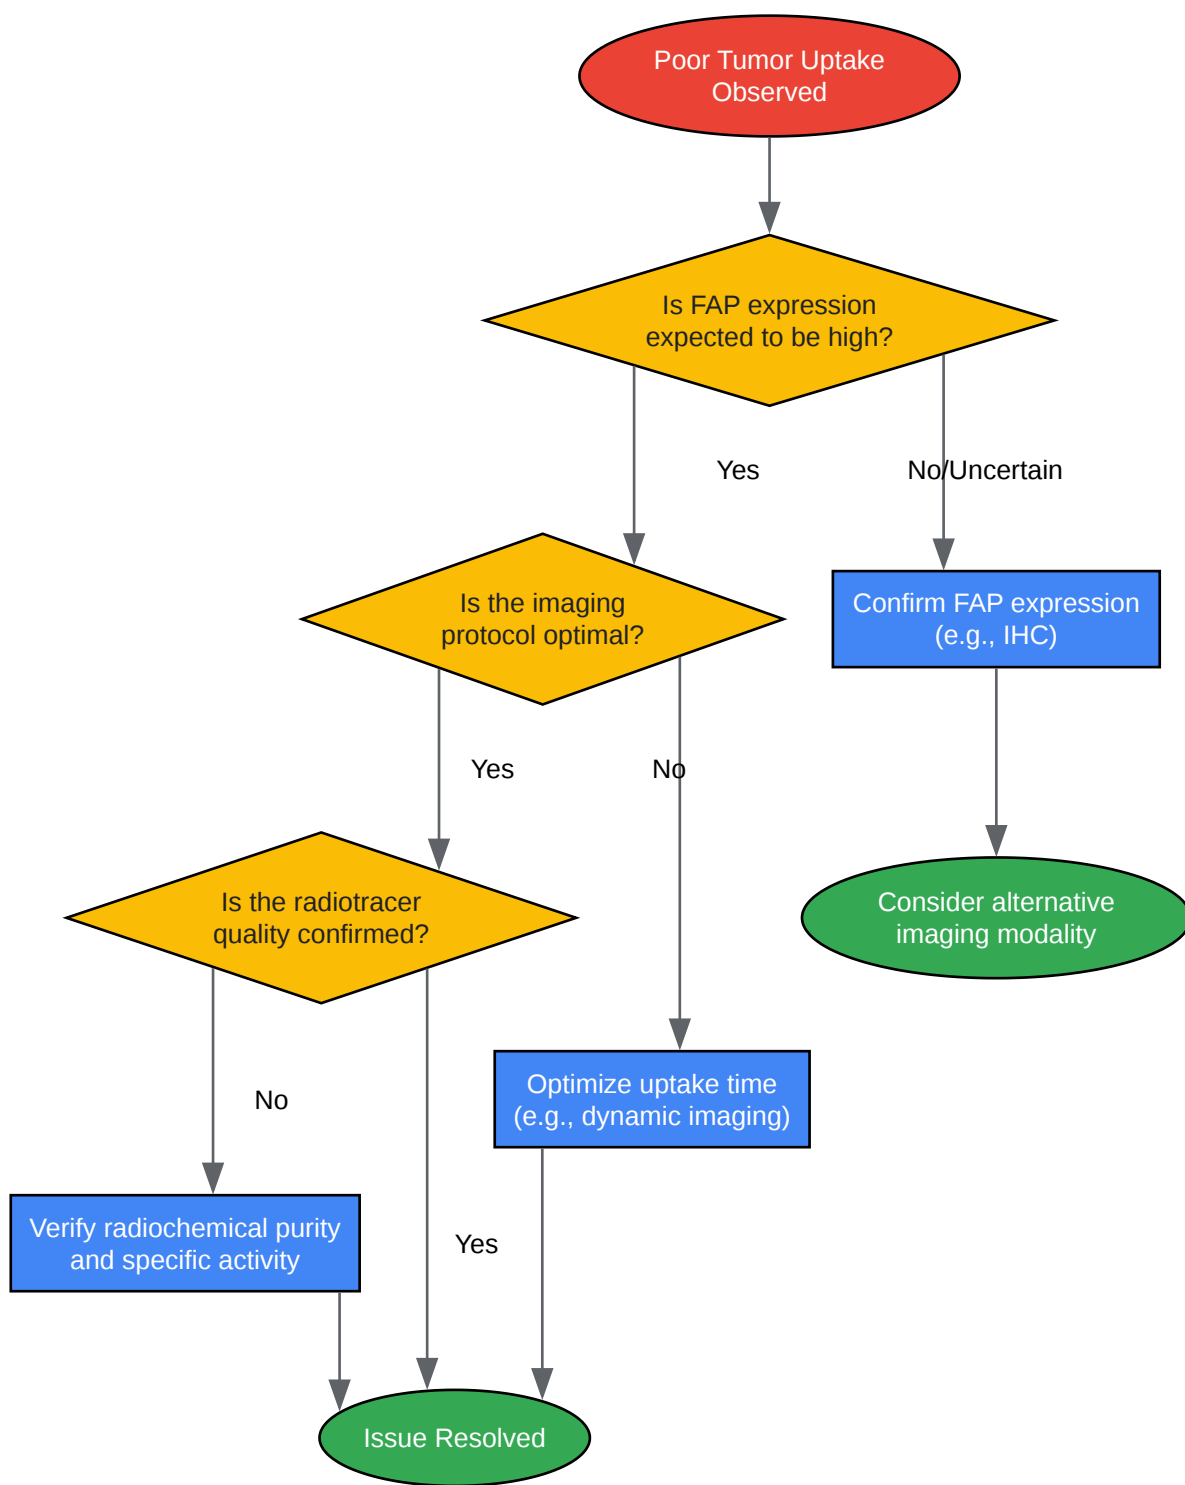 Poor Tumor Uptake
Observed
Is FAP expression
expected to be high?
Yes
No/Uncertain
Is the imaging
protocol optimal?
Confirm FAP expression
(e.g., IHC)
Yes
No
Is the radiotracer
quality confirmed?
Consider alternative
imaging modality
No
Optimize uptake time
(e.g., dynamic imaging)
Verify radiochemical purity
and specific activity
Yes
Issue Resolved